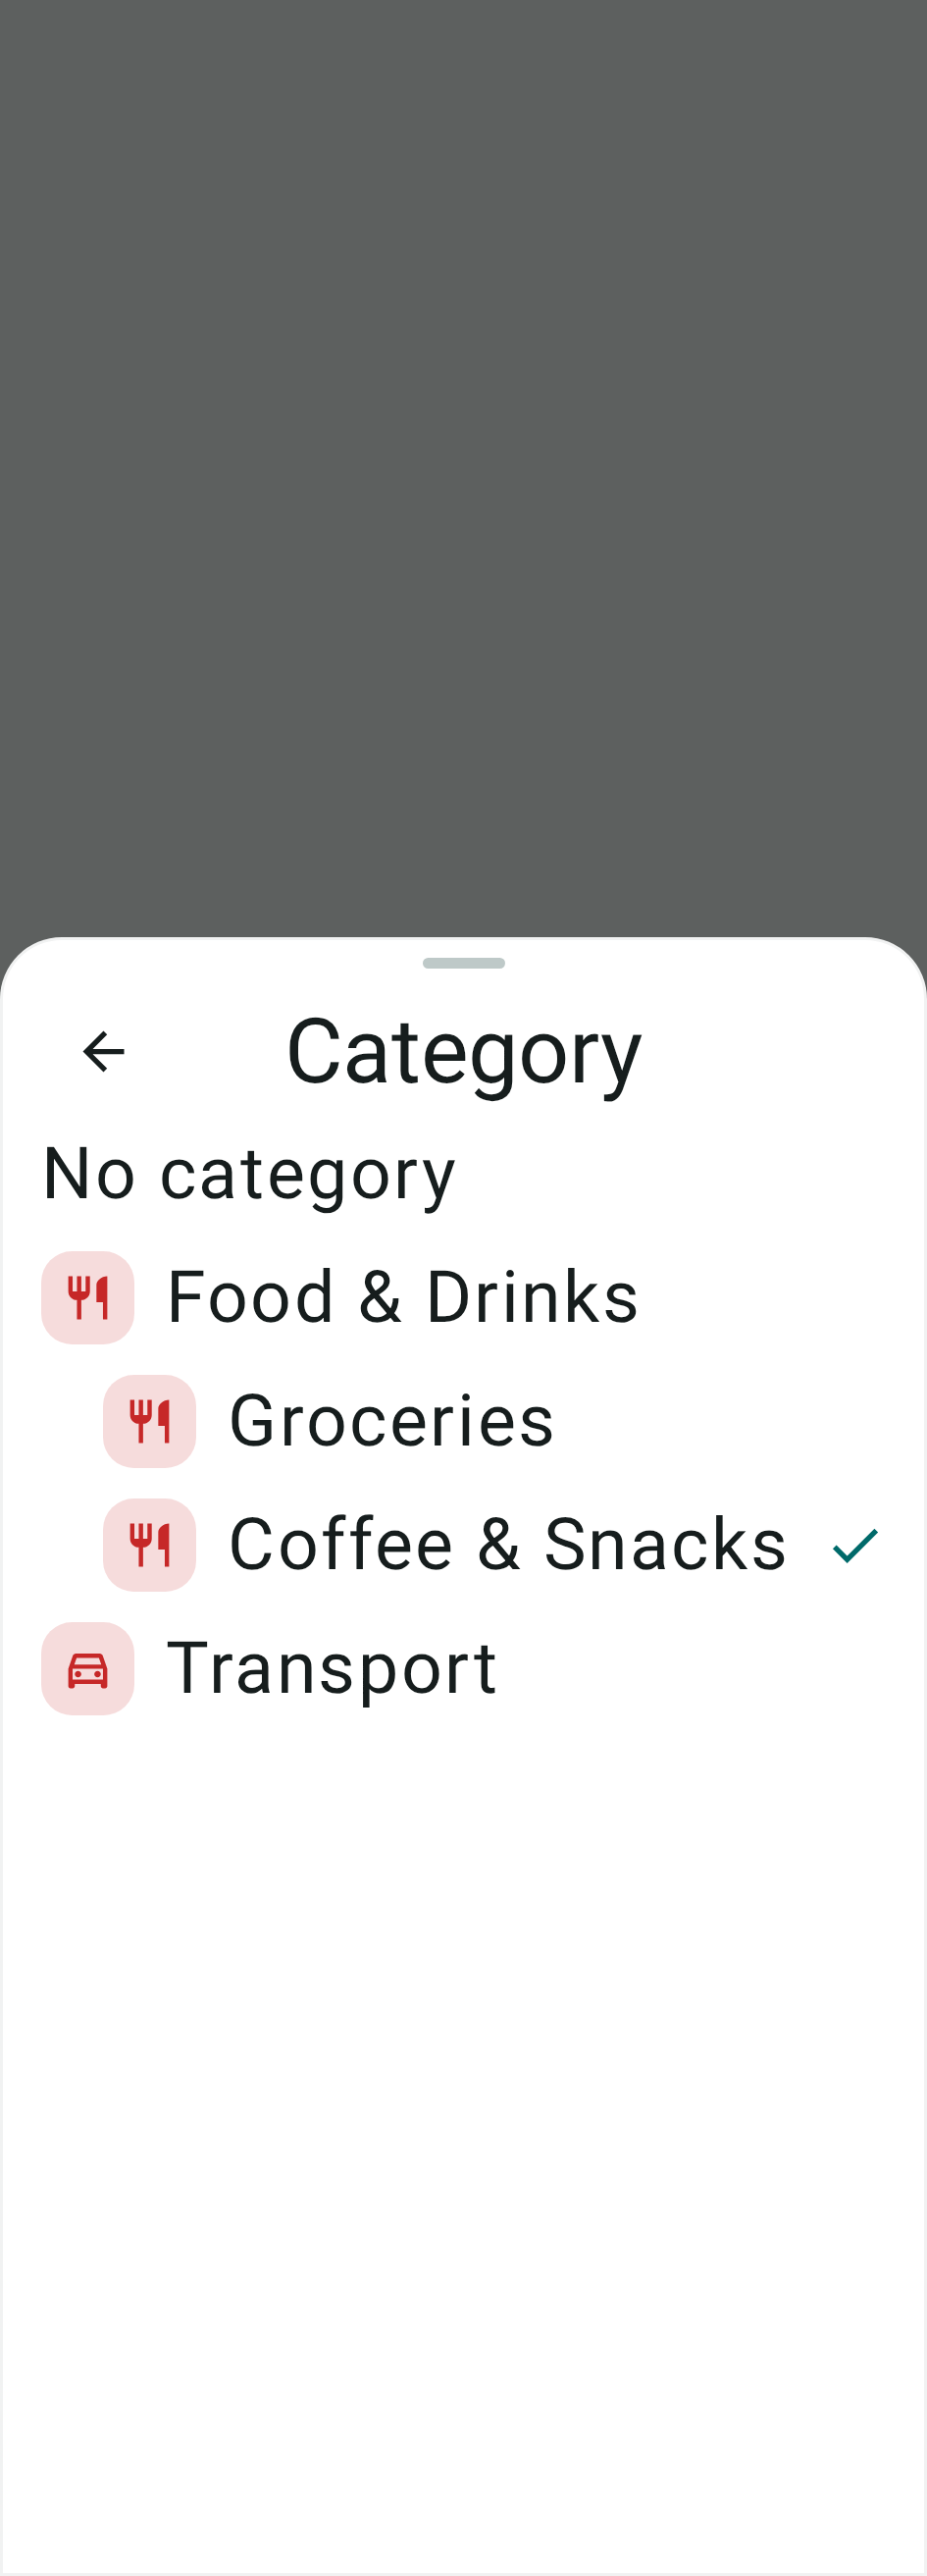 Category
No category
Food & Drinks
Groceries
Coffee & Snacks
Transport